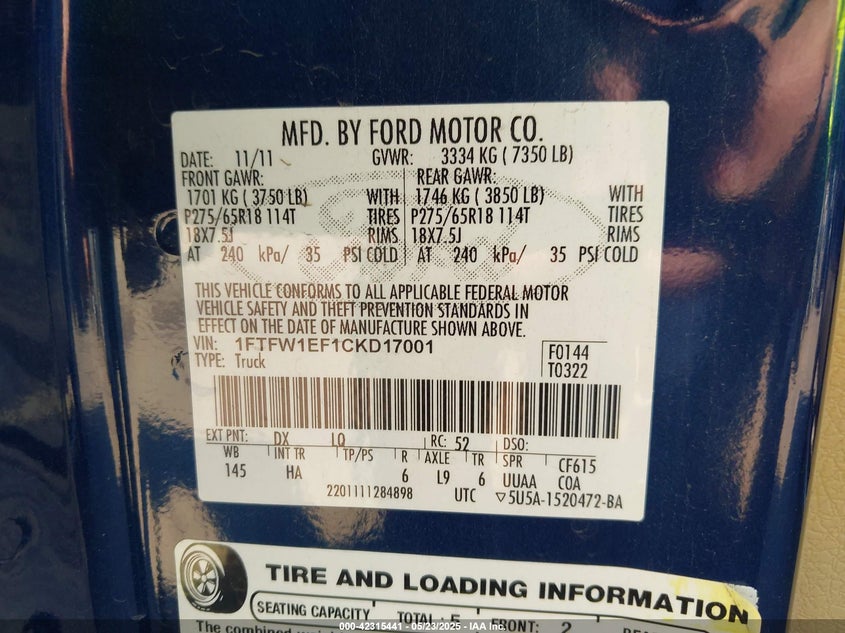 MFD. BY FORD MOTOR CO.
DATE: 11/11 GVWR: 3334 KG ( 7350 LB)
FRONT GAWR: REAR GAWR:
1701 KG ( 3750 LB) WITH 1746 KG ( 3850 LB) WITH
P275/65R18 114T TIRES P275/65R18 114T TIRES
18X7.5J RIMS 18X7.5J RIMS
AT 240 kPa/ 35 PSI COLD AT 240 kPa/ 35 PSI COLD
Ford
THIS VEHICLE CONFORMS TO ALL APPLICABLE FEDERAL MOTOR
VEHICLE SAFETY AND THEFT PREVENTION STANDARDS IN
EFFECT ON THE DATE OF MANUFACTURE SHOWN ABOVE.
VIN: 1FTFW1EF1CKD17001
TYPE: Truck
F0144
T0322
EXT PNT: DX LQ RC: 52 DSO:
WB INT TR TP/PS R AXLE TR SPR CF615
145 HA 6 L9 6 UUAA COA
2201111284898 UTC ▽5U5A-1520472-BA
TIRE AND LOADING INFORMATION
SEATING CAPACITY TOTAL: FRONT: 2
The combined
000-42315441 - 05/23/2025 - IAA Inc.